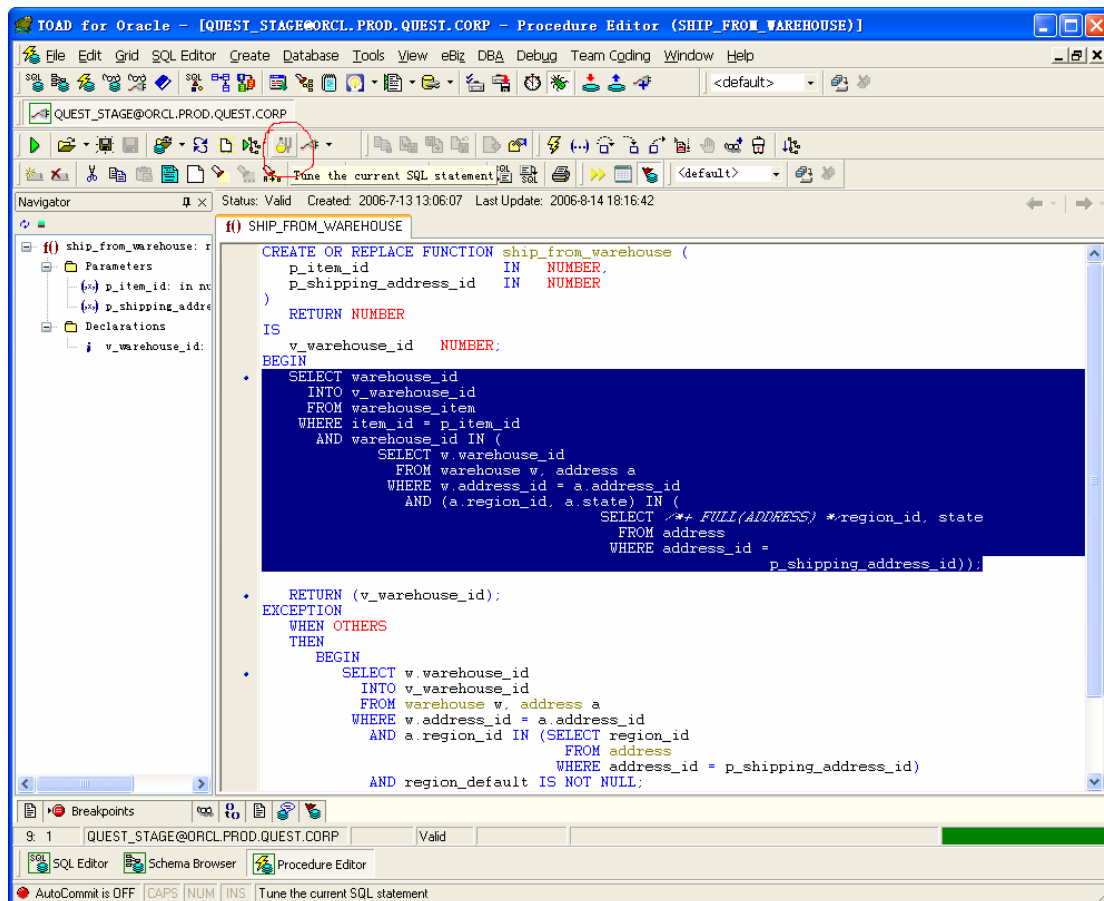 TOAD for Oracle - [QUEST_STAGE@ORCL.PROD.QUEST.CORP - Procedure Editor (SHIP_FROM_WAREHOUSE)]
File Edit Grid SQL Editor Create Database Tools View eBiz DBA Debug Team Coding Window Help
<default>
QUEST_STAGE@ORCL.PROD.QUEST.CORP
Tune the current SQL statement
<default>
Navigator
Status: Valid Created: 2006-7-13 13:06:07 Last Update: 2006-8-14 18:16:42
f() SHIP_FROM_WAREHOUSE
f() ship_from_warehouse: r
Parameters
(x) p_item_id: in nu
(x) p_shipping_addre
Declarations
v_warehouse_id:
CREATE OR REPLACE FUNCTION ship_from_warehouse (
p_item_id IN NUMBER,
p_shipping_address_id IN NUMBER
)
RETURN NUMBER
IS
v_warehouse_id NUMBER;
BEGIN
SELECT warehouse_id
INTO v_warehouse_id
FROM warehouse_item
WHERE item_id = p_item_id
AND warehouse_id IN (
SELECT w.warehouse_id
FROM warehouse w, address a
WHERE w.address_id = a.address_id
AND (a.region_id, a.state) IN (
SELECT /*+ FULL(ADDRESS) */region_id, state
FROM address
WHERE address_id =
p_shipping_address_id));
RETURN (v_warehouse_id);
EXCEPTION
WHEN OTHERS
THEN
BEGIN
SELECT w.warehouse_id
INTO v_warehouse_id
FROM warehouse w, address a
WHERE w.address_id = a.address_id
AND a.region_id IN (SELECT region_id
FROM address
WHERE address_id = p_shipping_address_id)
AND region_default IS NOT NULL;
Breakpoints
9: 1 QUEST_STAGE@ORCL.PROD.QUEST.CORP Valid
SQL Editor Schema Browser Procedure Editor
AutoCommit is OFF CAPS NUM INS Tune the current SQL statement